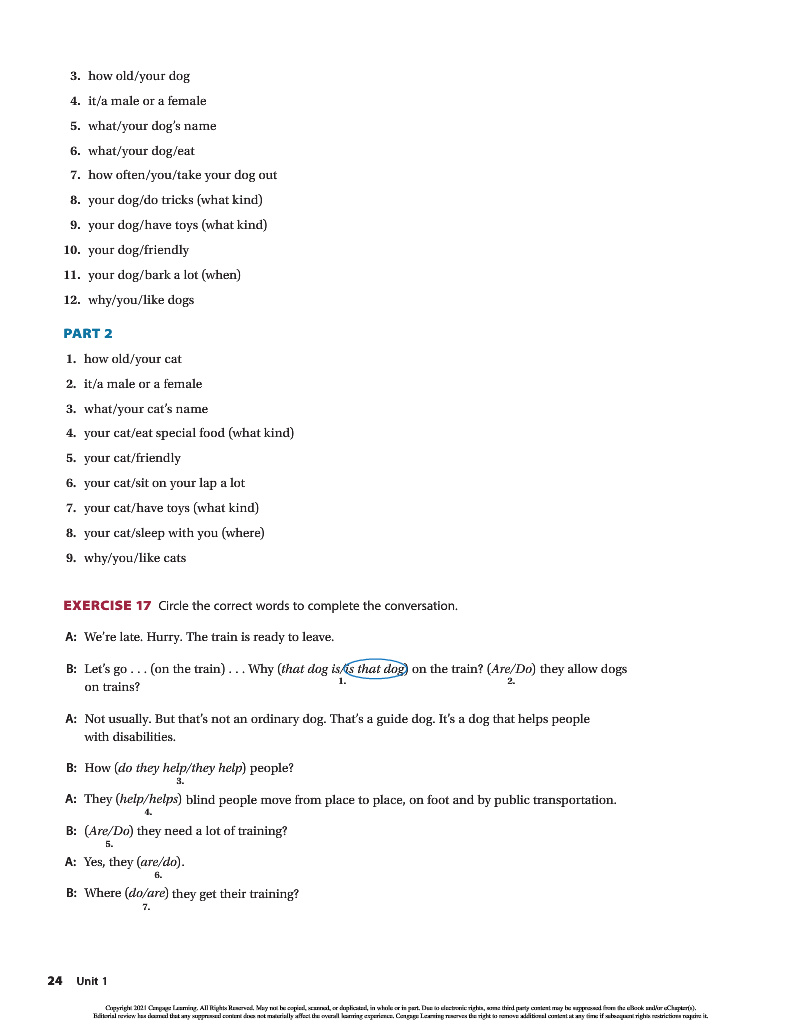 3. how old/your dog
4. it/a male or a female
5. what/your dog's name
6. what/your dog/eat
7. how often/you/take your dog out
8. your dog/do tricks (what kind)
9. your dog/have toys (what kind)
10. your dog/friendly
11. your dog/bark a lot (when)
12. why/you/like dogs
PART 2
1. how old/your cat
2. it/a male or a female
3. what/your cat's name
4. your cat/eat special food (what kind)
5. your cat/friendly
6. your cat/sit on your lap a lot
7. your cat/have toys (what kind)
8. your cat/sleep with you (where)
9. why/you/like cats
EXERCISE 17 Circle the correct words to complete the conversation.
A: We're late. Hurry. The train is ready to leave.
B: Let's go . . . (on the train) . . . Why (that dog is/is that dog) on the train? (Are/Do) they allow dogs
1. 2.
on trains?
A: Not usually. But that's not an ordinary dog. That's a guide dog. It's a dog that helps people
with disabilities.
B: How (do they help/they help) people?
3.
A: They (help/helps) blind people move from place to place, on foot and by public transportation.
4.
B: (Are/Do) they need a lot of training?
5.
A: Yes, they (are/do).
6.
B: Where (do/are) they get their training?
7.
24 Unit 1
Copyright 2021 Cengage Learning. All Rights Reserved. May not be copied, scanned, or duplicated, in whole or in part. Due to electronic rights, some third party content may be suppressed from the eBook and/or eChapter(s).
Editorial review has deemed that any suppressed content does not materially affect the overall learning experience. Cengage Learning reserves the right to remove additional content at any time if subsequent rights restrictions require it.